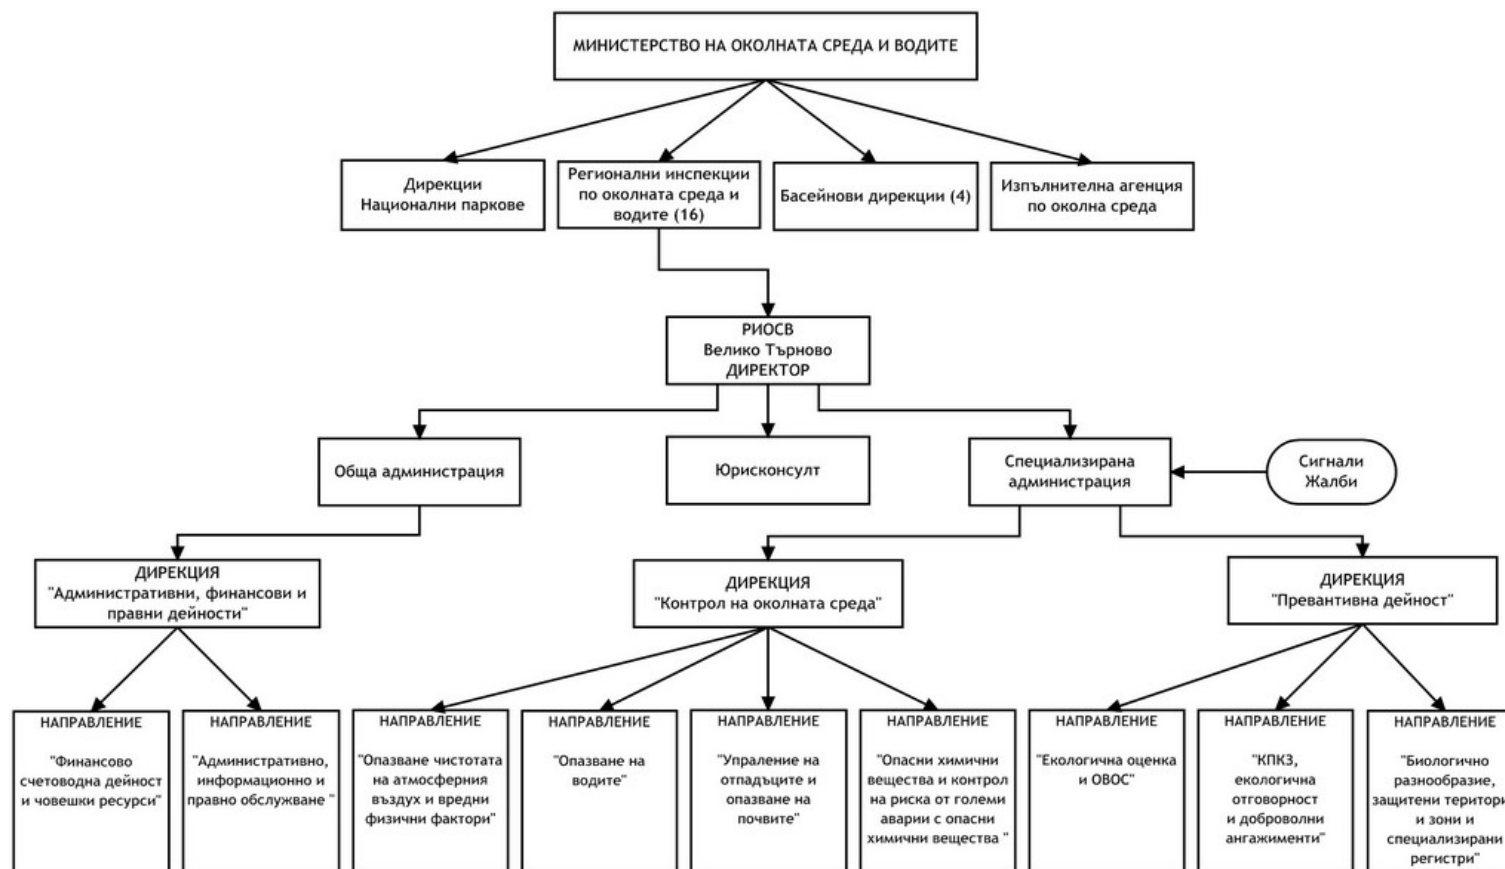 МИНИСТЕРСТВО НА ОКОЛНАТА СРЕДА И ВОДИТЕ
Дирекции
Национални паркове
Регионални инспекции
по околната среда и
водите (16)
Басейнови дирекции (4)
Изпълнителна агенция
по околна среда
РИОСВ
Велико Търново
ДИРЕКТОР
Обща администрация
Юрисконсулт
Специализирана
администрация
Сигнали
Жалби
ДИРЕКЦИЯ
"Административни, финансови и
правни дейности"
ДИРЕКЦИЯ
"Контрол на околната среда"
ДИРЕКЦИЯ
"Превантивна дейност"
НАПРАВЛЕНИЕ
"Финансово
счетоводна дейност
и човешки ресурси"
НАПРАВЛЕНИЕ
"Административно,
информационно и
правно обслужване "
НАПРАВЛЕНИЕ
"Опазване чистотата
на атмосферния
въздух и вредни
физични фактори"
НАПРАВЛЕНИЕ
"Опазване на
водите"
НАПРАВЛЕНИЕ
"Упраление на
отпадъците и
опазване на
почвите"
НАПРАВЛЕНИЕ
"Опасни химични
вещества и контрол
на риска от големи
аварии с опасни
химични вещества "
НАПРАВЛЕНИЕ
"Екологична оценка
и ОВОС"
НАПРАВЛЕНИЕ
"КПКЗ,
екологична
отговорност
и доброволни
ангажименти"
НАПРАВЛЕНИЕ
"Биологично
разнообразие,
защитени
и зони и
специализирани
регистри"